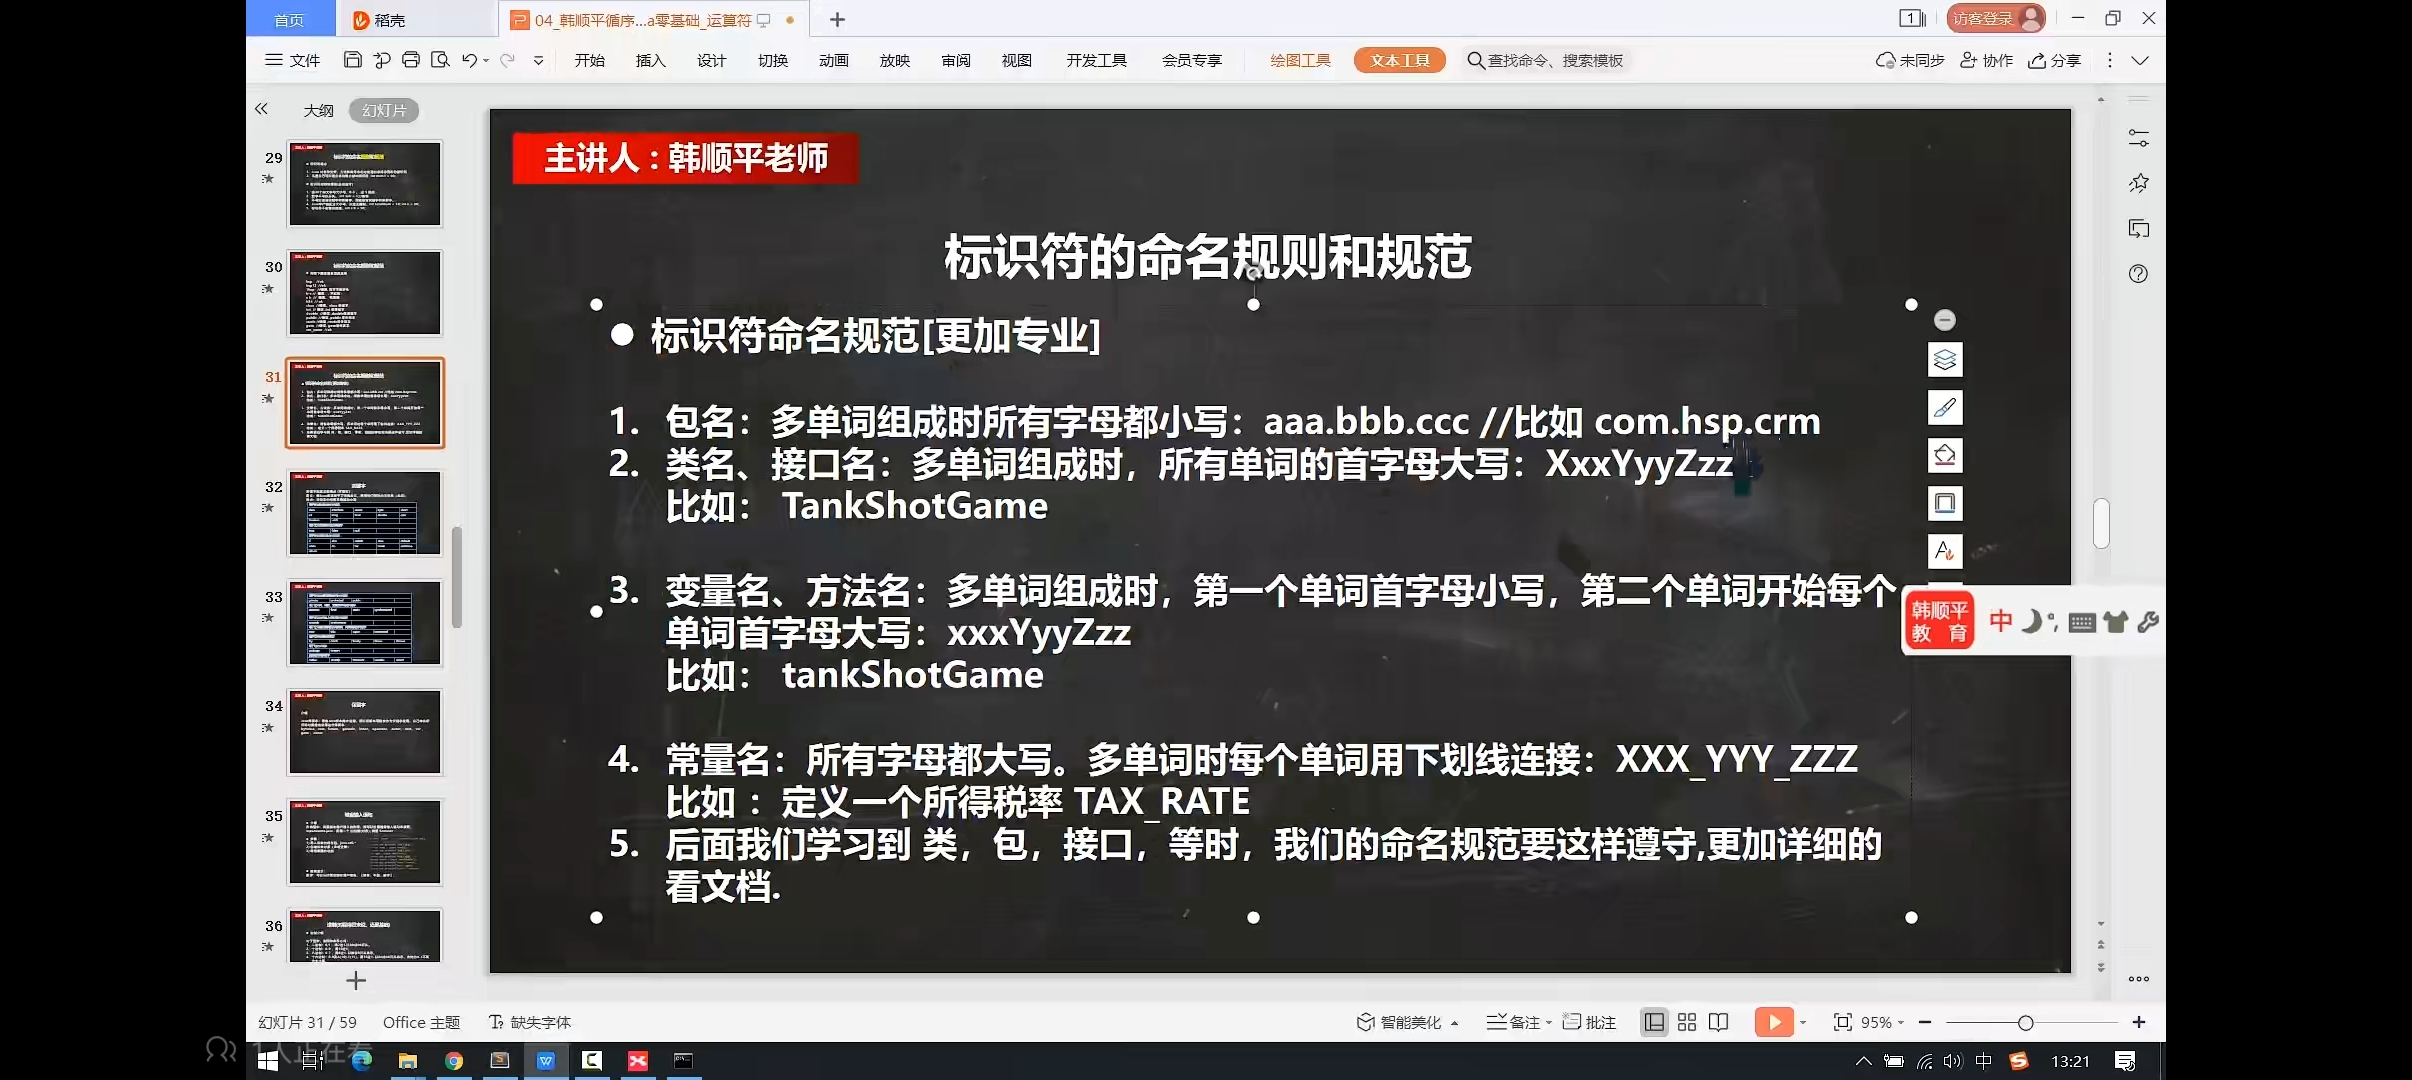 首页
稻壳
04_韩顺平循序...a零基础_运算符
1
访客登录
文件
开始
插入
设计
切换
动画
放映
审阅
视图
开发工具
会员专享
绘图工具
文本工具
查找命令、搜索模板
未同步
协作
分享
大纲
幻灯片
29
30
31
32
33
34
35
36
主讲人：韩顺平老师
标识符的命名规则和规范
● 标识符命名规范[更加专业]
1. 包名：多单词组成时所有字母都小写：aaa.bbb.ccc //比如 com.hsp.crm
2. 类名、接口名：多单词组成时，所有单词的首字母大写：XxxYyyZzz
比如： TankShotGame
3. 变量名、方法名：多单词组成时，第一个单词首字母小写，第二个单词开始每个
单词首字母大写：xxxYyyZzz
比如： tankShotGame
4. 常量名：所有字母都大写。多单词时每个单词用下划线连接：XXX_YYY_ZZZ
比如 ：定义一个所得税率 TAX_RATE
5. 后面我们学习到 类，包，接口，等时，我们的命名规范要这样遵守,更加详细的
看文档.
韩顺平
教 育
中
幻灯片 31 / 59
Office 主题
缺失字体
智能美化
备注
批注
95%
1人正在看
中
13:21